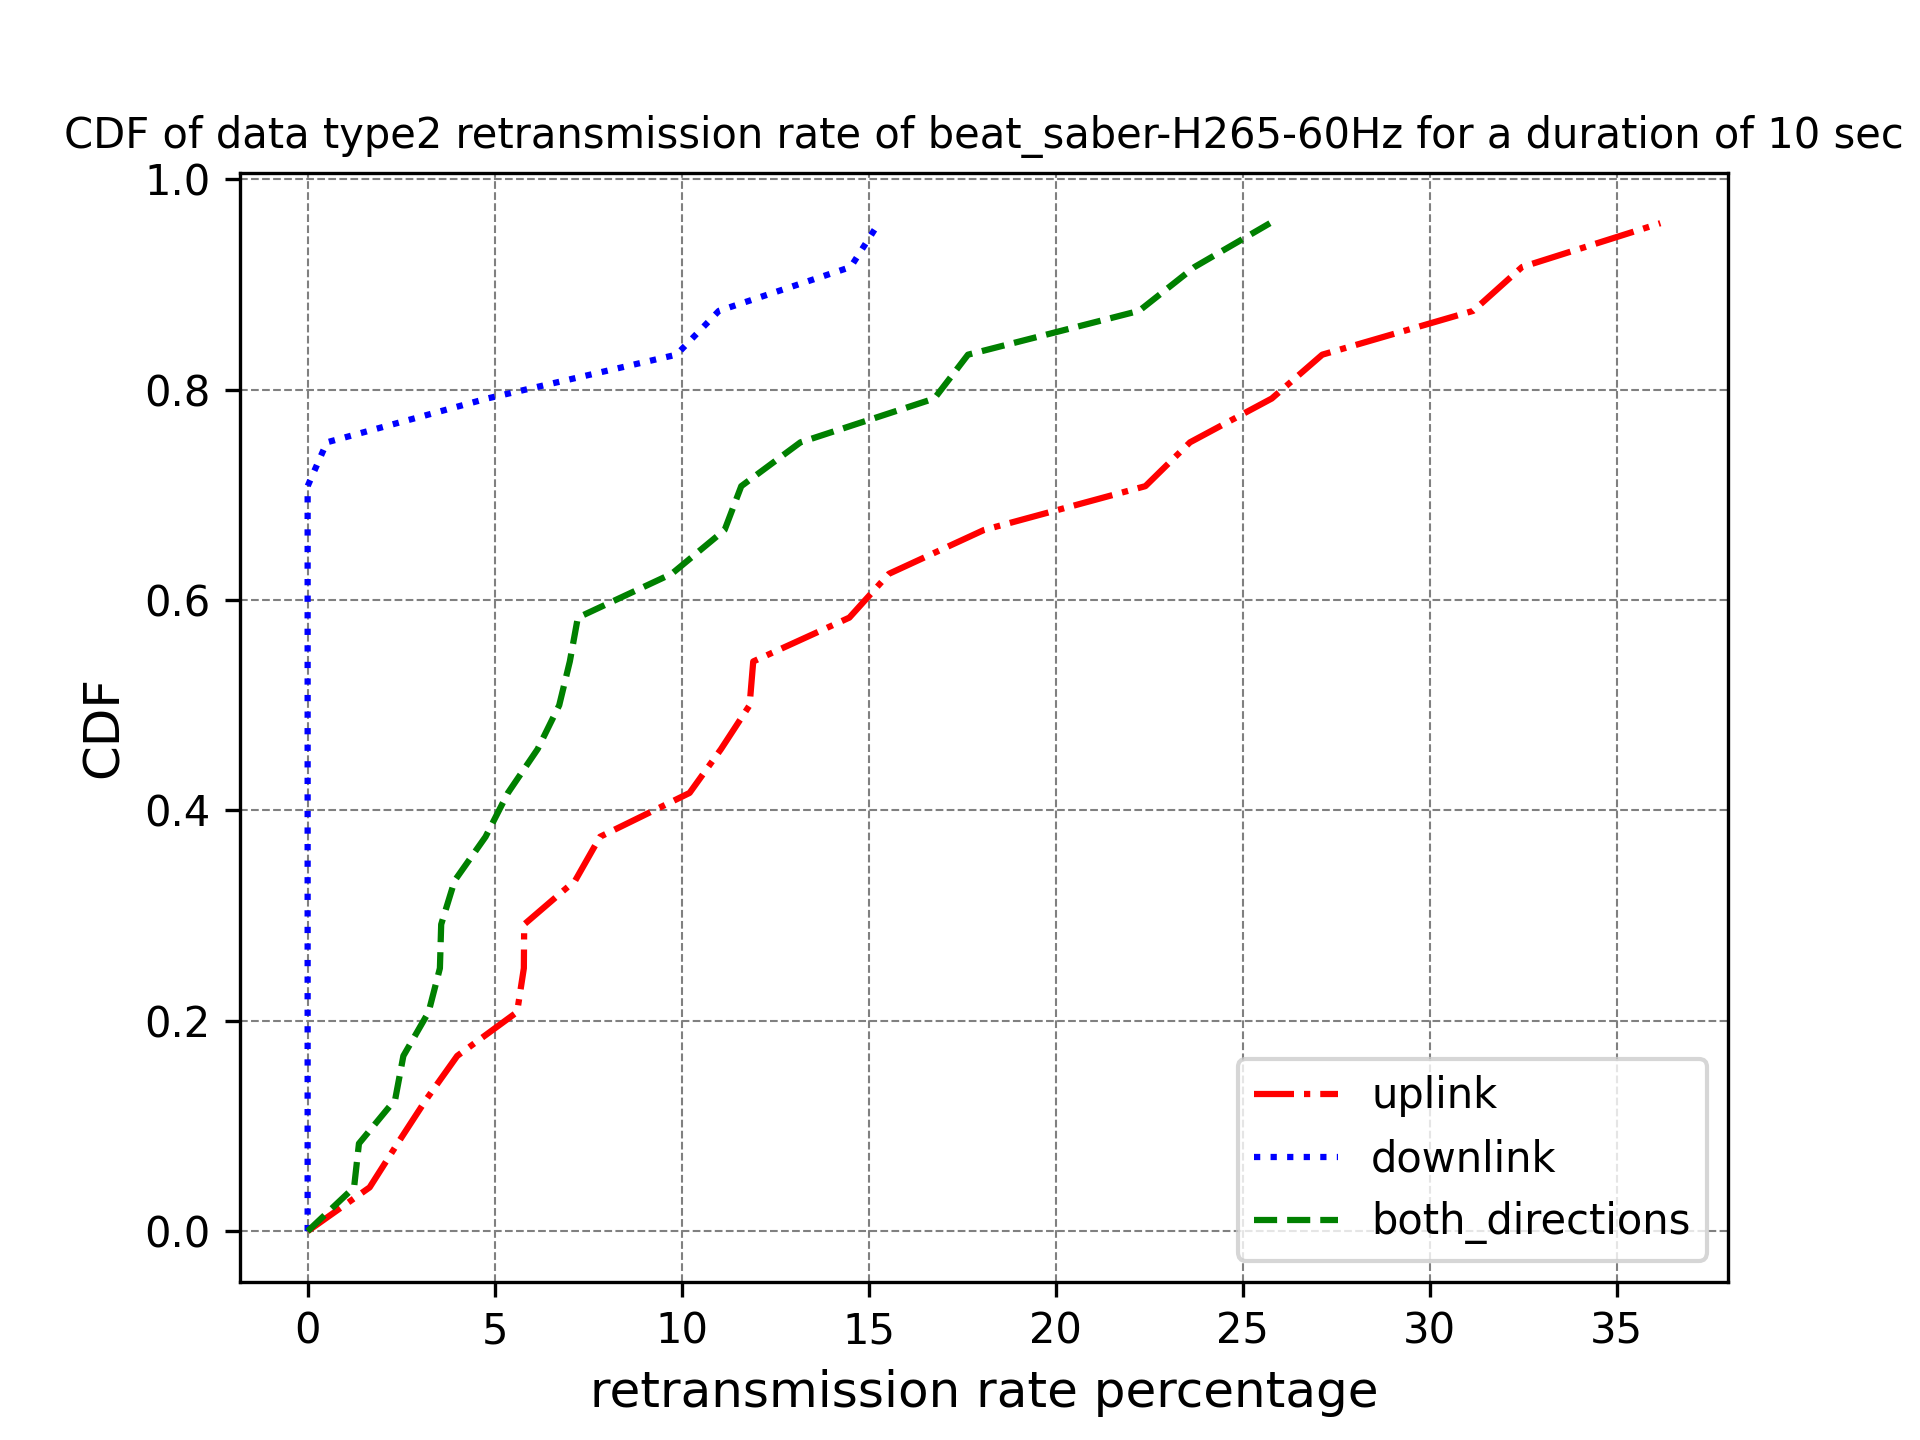 CDF of data type2 retransmission rate of beat_saber-H265-60Hz for a duration of 10 sec
1.0
0.8
0.6
0.4
0.2
0.0
CDF
0 5 10 15 20 25 30 35
retransmission rate percentage
uplink
downlink
both_directions